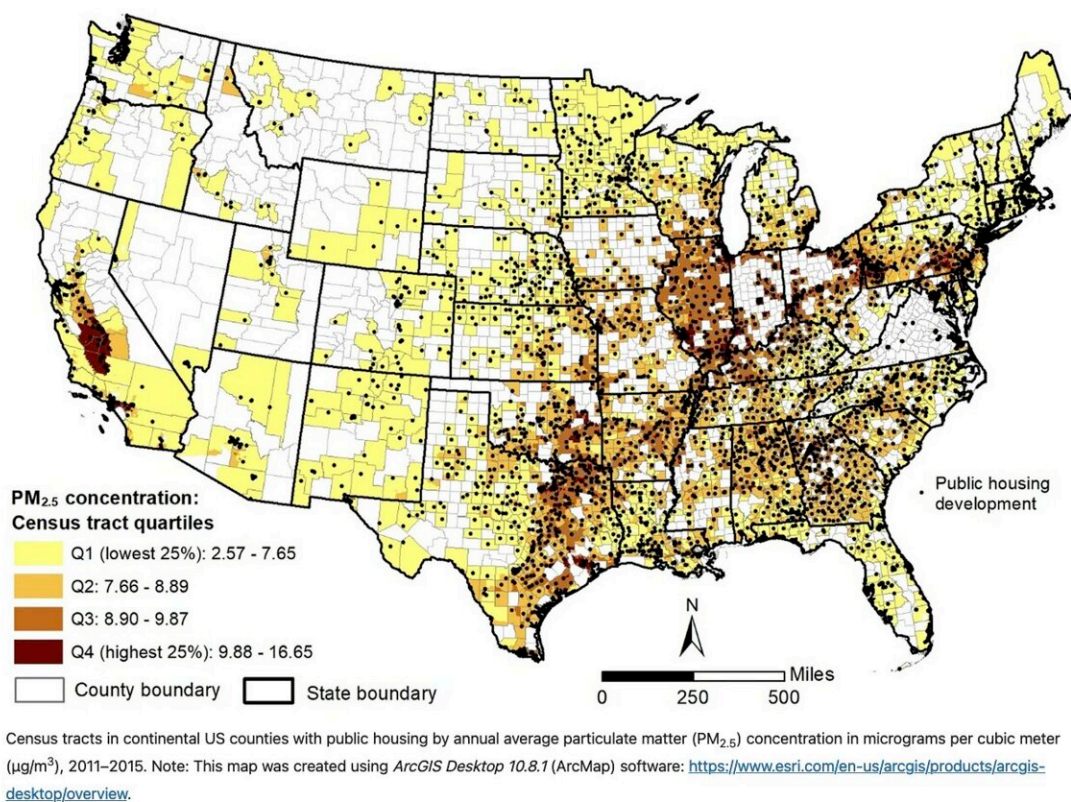 PM2.5 concentration:
Census tract quartiles
Q1 (lowest 25%): 2.57 - 7.65
Q2: 7.66 - 8.89
Q3: 8.90 - 9.87
Q4 (highest 25%): 9.88 - 16.65
County boundary
State boundary
Public housing
development
N
Miles
0 250 500
Census tracts in continental US counties with public housing by annual average particulate matter (PM2.5) concentration in micrograms per cubic meter
(µg/m³), 2011–2015. Note: This map was created using ArcGIS Desktop 10.8.1 (ArcMap) software: https://www.esri.com/en-us/arcgis/products/arcgis-
desktop/overview.